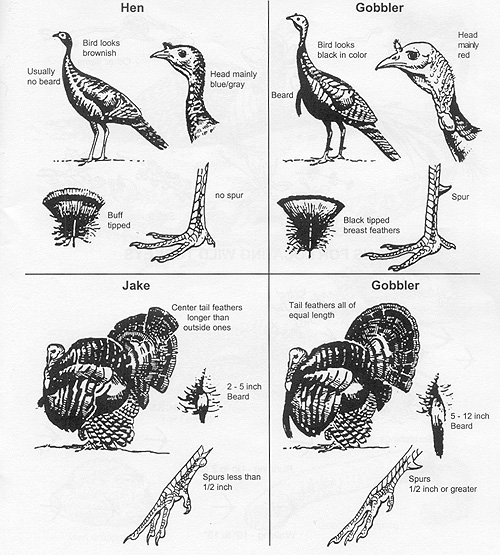 Hen
Bird looks
brownish
Usually
no beard
Head mainly
blue/gray
Buff
tipped
no spur
Gobbler
Bird looks
black in color
Head
mainly
red
Beard
Black tipped
breast feathers
Spur
Jake
Center tail feathers
longer than
outside ones
2 - 5 inch
Beard
Spurs less than
1/2 inch
Gobbler
Tail feathers all of
equal length
5 - 12 inch
Beard
Spurs
1/2 inch or greater